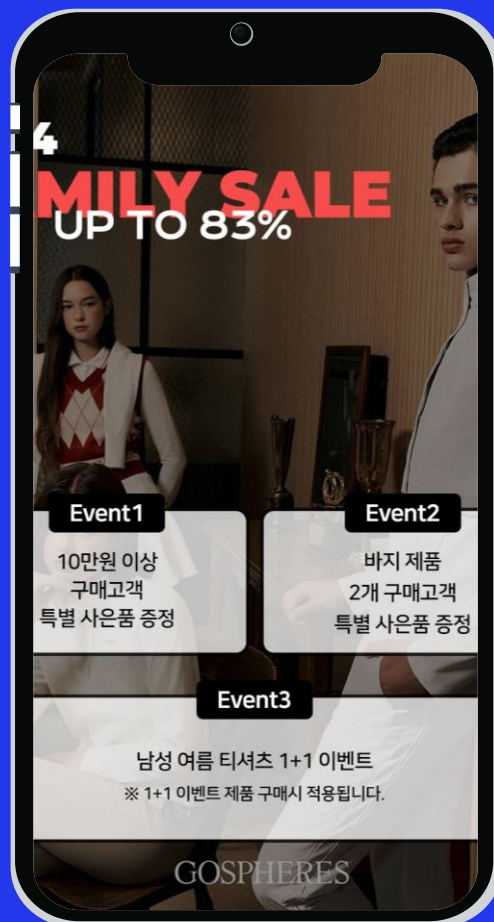 4
MILY SALE
UP TO 83%
Event1
10만원 이상
구매고객
특별 사은품 증정
Event2
바지 제품
2개 구매고객
특별 사은품 증정
Event3
남성 여름 티셔츠 1+1 이벤트
※ 1+1 이벤트 제품 구매시 적용됩니다.
GOSPHERES